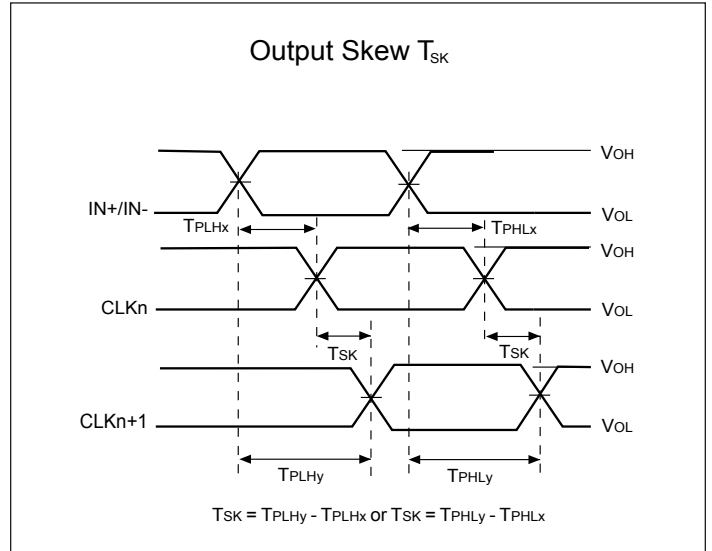 Output Skew TSK
VOH
IN+/IN-
VOL
TPLHx
TPHLx
VOH
CLKn
VOL
TSK
TSK
VOH
CLKn+1
VOL
TPLHy
TPHLy
TSK = TPLHy - TPLHx or TSK = TPHLy - TPHLx